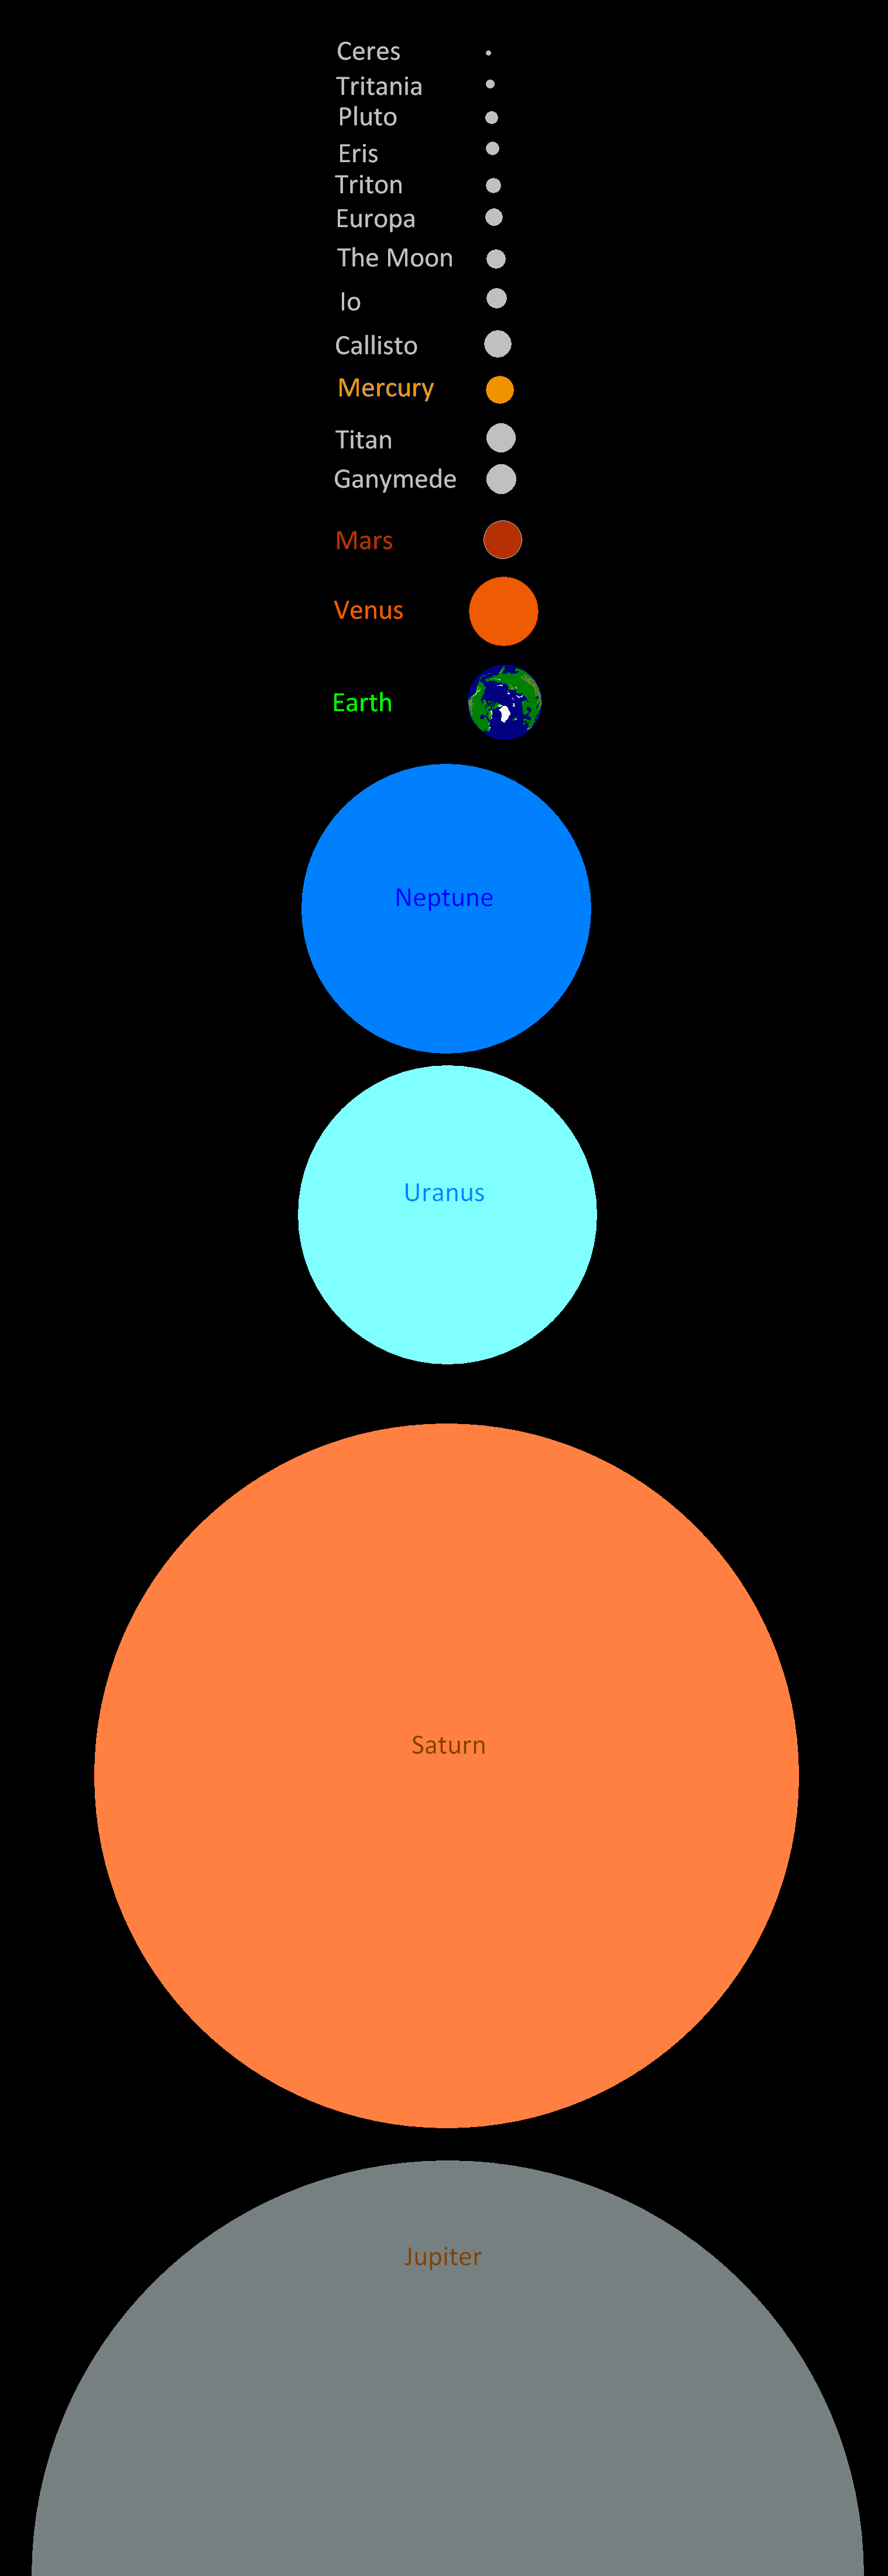 Ceres
Tritania
Pluto
Eris
Triton
Europa
The Moon
Io
Callisto
Mercury
Titan
Ganymede
Mars
Venus
Earth
Neptune
Uranus
Saturn
Jupiter